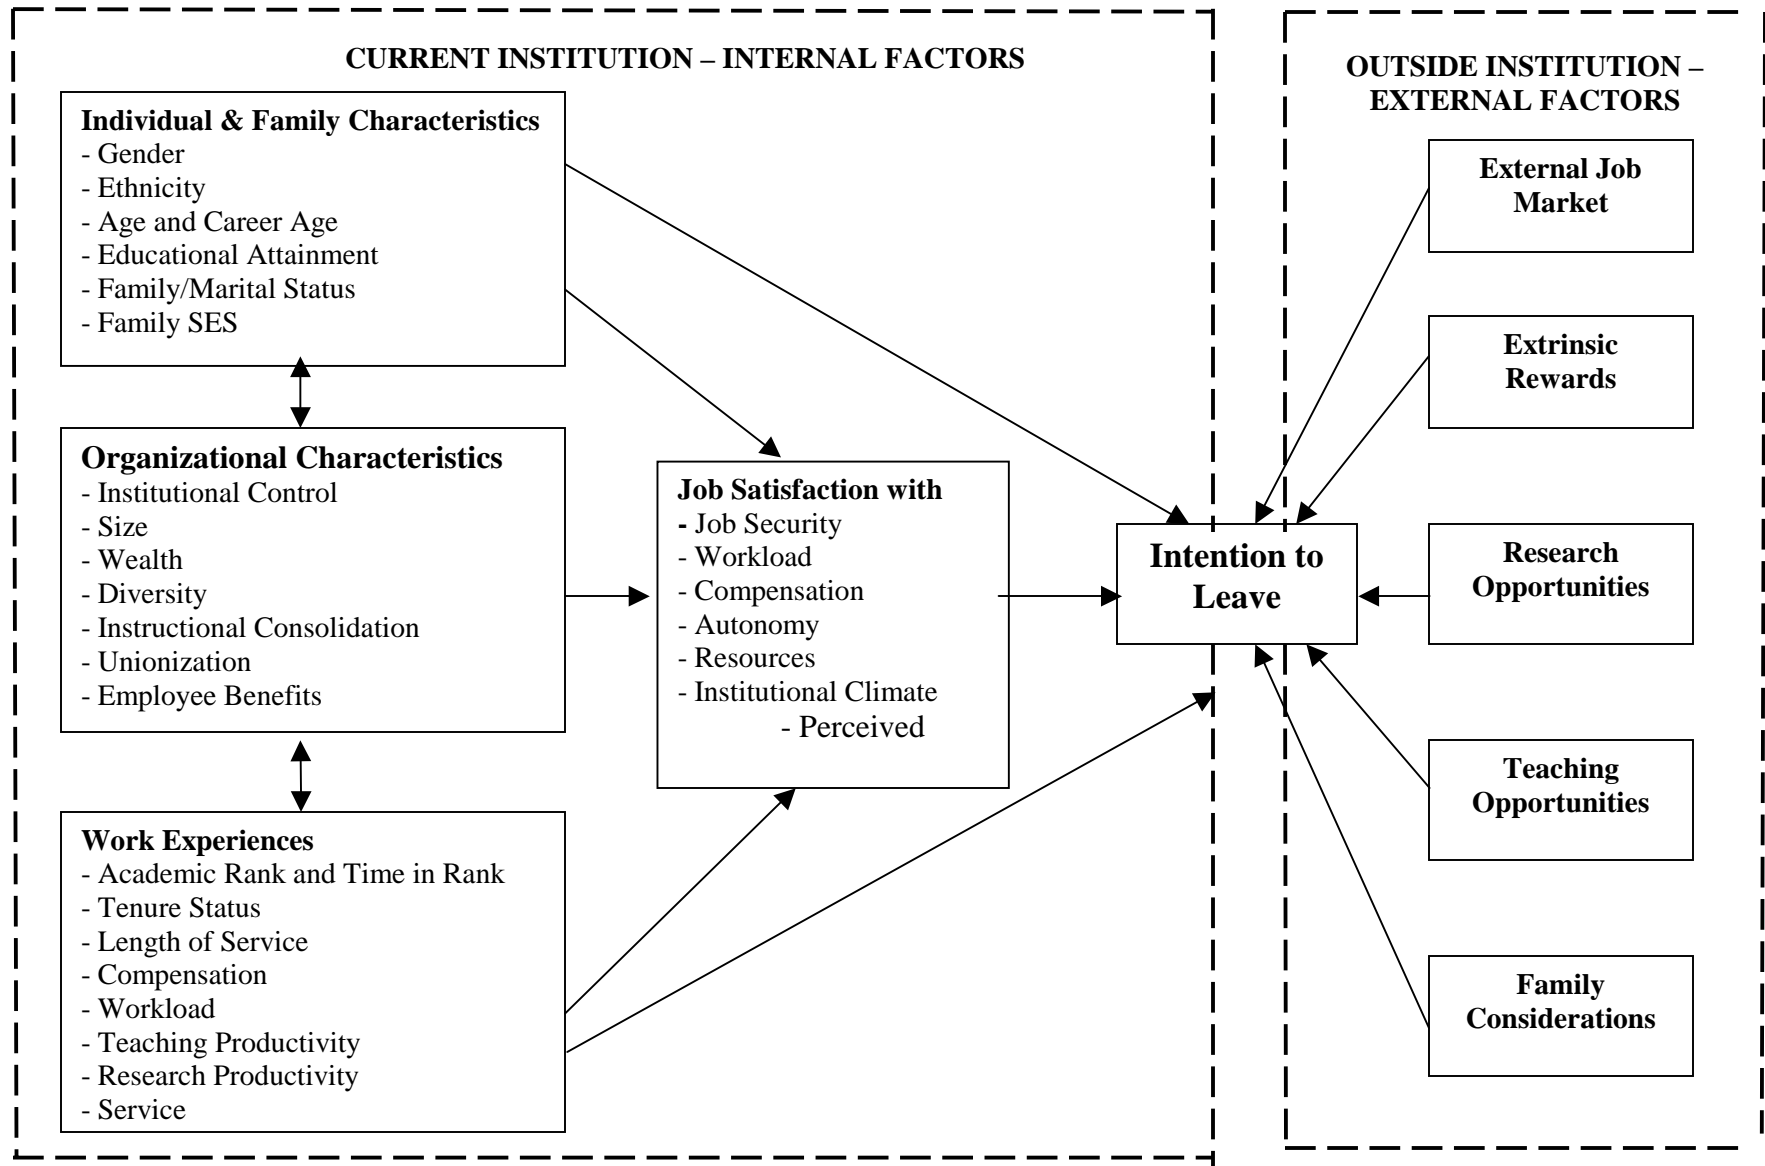 CURRENT INSTITUTION – INTERNAL FACTORS
Individual & Family Characteristics
- Gender
- Ethnicity
- Age and Career Age
- Educational Attainment
- Family/Marital Status
- Family SES
Organizational Characteristics
- Institutional Control
- Size
- Wealth
- Diversity
- Instructional Consolidation
- Unionization
- Employee Benefits
Work Experiences
- Academic Rank and Time in Rank
- Tenure Status
- Length of Service
- Compensation
- Workload
- Teaching Productivity
- Research Productivity
- Service
Job Satisfaction with
- Job Security
- Workload
- Compensation
- Autonomy
- Resources
- Institutional Climate
- Perceived
Intention to
Leave
OUTSIDE INSTITUTION –
EXTERNAL FACTORS
External Job
Market
Extrinsic
Rewards
Research
Opportunities
Teaching
Opportunities
Family
Considerations